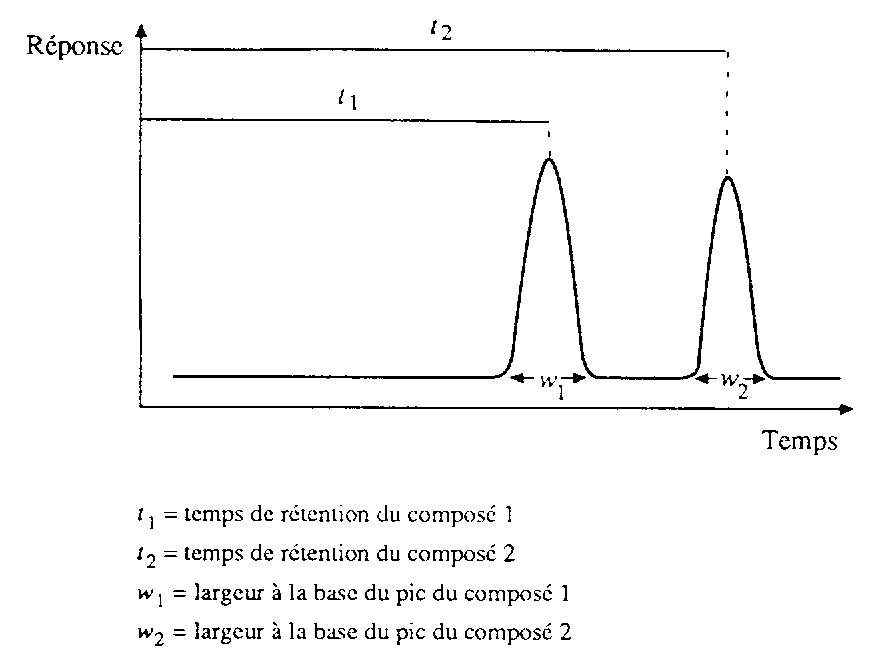 t2
Réponse
t1
w1
w2
Temps
t1 = temps de rétention du composé 1
t2 = temps de rétention du composé 2
w1 = largeur à la base du pic du composé 1
w2 = largeur à la base du pic du composé 2